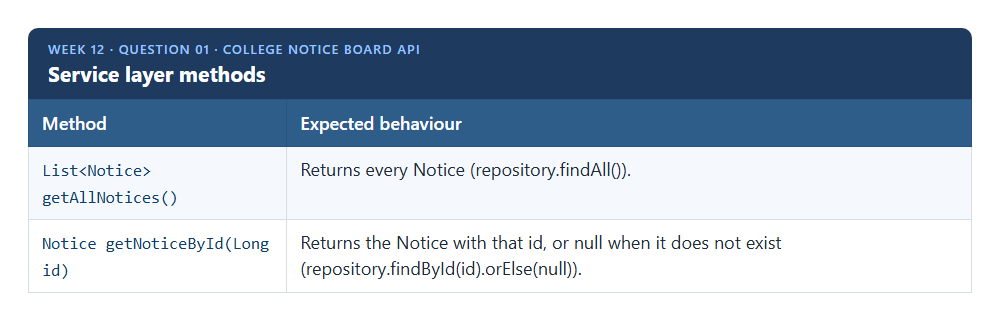 WEEK 12 · QUESTION 01 · COLLEGE NOTICE BOARD API
Service layer methods
Method
Expected behaviour
List<Notice>
getAllNotices()
Returns every Notice (repository.findAll()).
Notice getNoticeById(Long
id)
Returns the Notice with that id, or null when it does not exist
(repository.findById(id).orElse(null)).